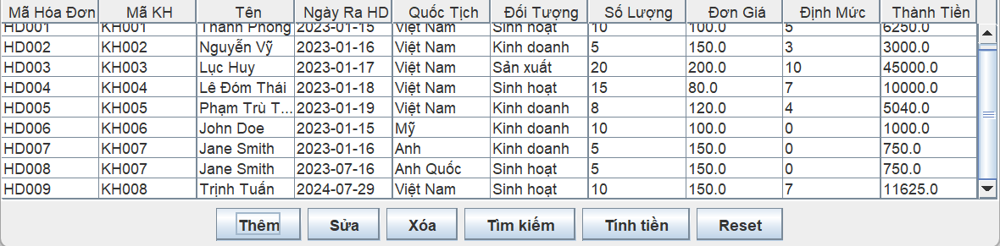 Mã Hóa Đơn Mã KH Tên Ngày Ra HD Quốc Tịch Đối Tượng Số Lượng Đơn Giá Định Mức Thành Tiền
HD001 KH001 Thanh Phong 2023-01-15 Việt Nam Sinh hoạt 10 100.0 5 6250.0
HD002 KH002 Nguyễn Vỹ 2023-01-16 Việt Nam Kinh doanh 5 150.0 3 3000.0
HD003 KH003 Lục Huy 2023-01-17 Việt Nam Sản xuất 20 200.0 10 45000.0
HD004 KH004 Lê Đóm Thái 2023-01-18 Việt Nam Sinh hoạt 15 80.0 7 10000.0
HD005 KH005 Phạm Trù T... 2023-01-19 Việt Nam Kinh doanh 8 120.0 4 5040.0
HD006 KH006 John Doe 2023-01-15 Mỹ Kinh doanh 10 100.0 0 1000.0
HD007 KH007 Jane Smith 2023-01-16 Anh Kinh doanh 5 150.0 0 750.0
HD008 KH008 Jane Smith 2023-07-16 Anh Quốc Sinh hoạt 5 150.0 0 750.0
HD009 KH008 Trịnh Tuấn 2024-07-29 Việt Nam Sinh hoạt 10 150.0 7 11625.0
Thêm Sửa Xóa Tìm kiếm Tính tiền Reset